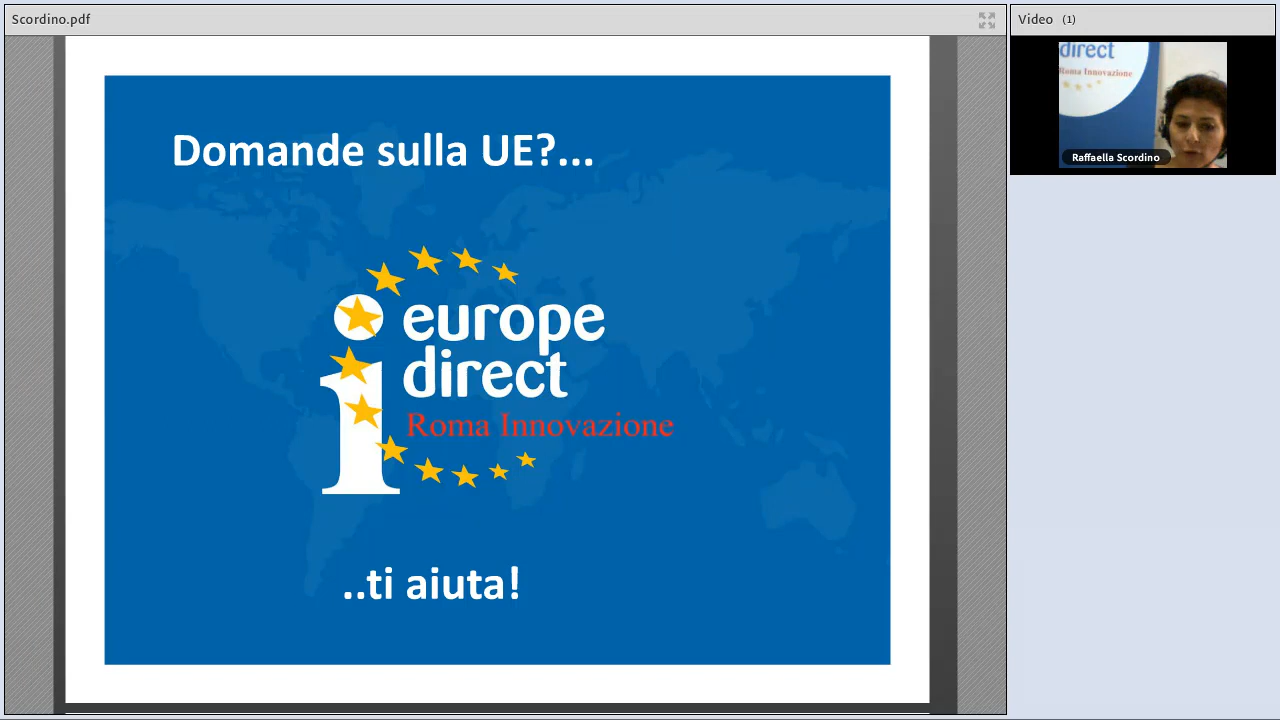 Scordino.pdf
Video (1)
direct
Roma Innovazione
Raffaella Scordino
Domande sulla UE?...
europe
direct
Roma Innovazione
..ti aiuta!